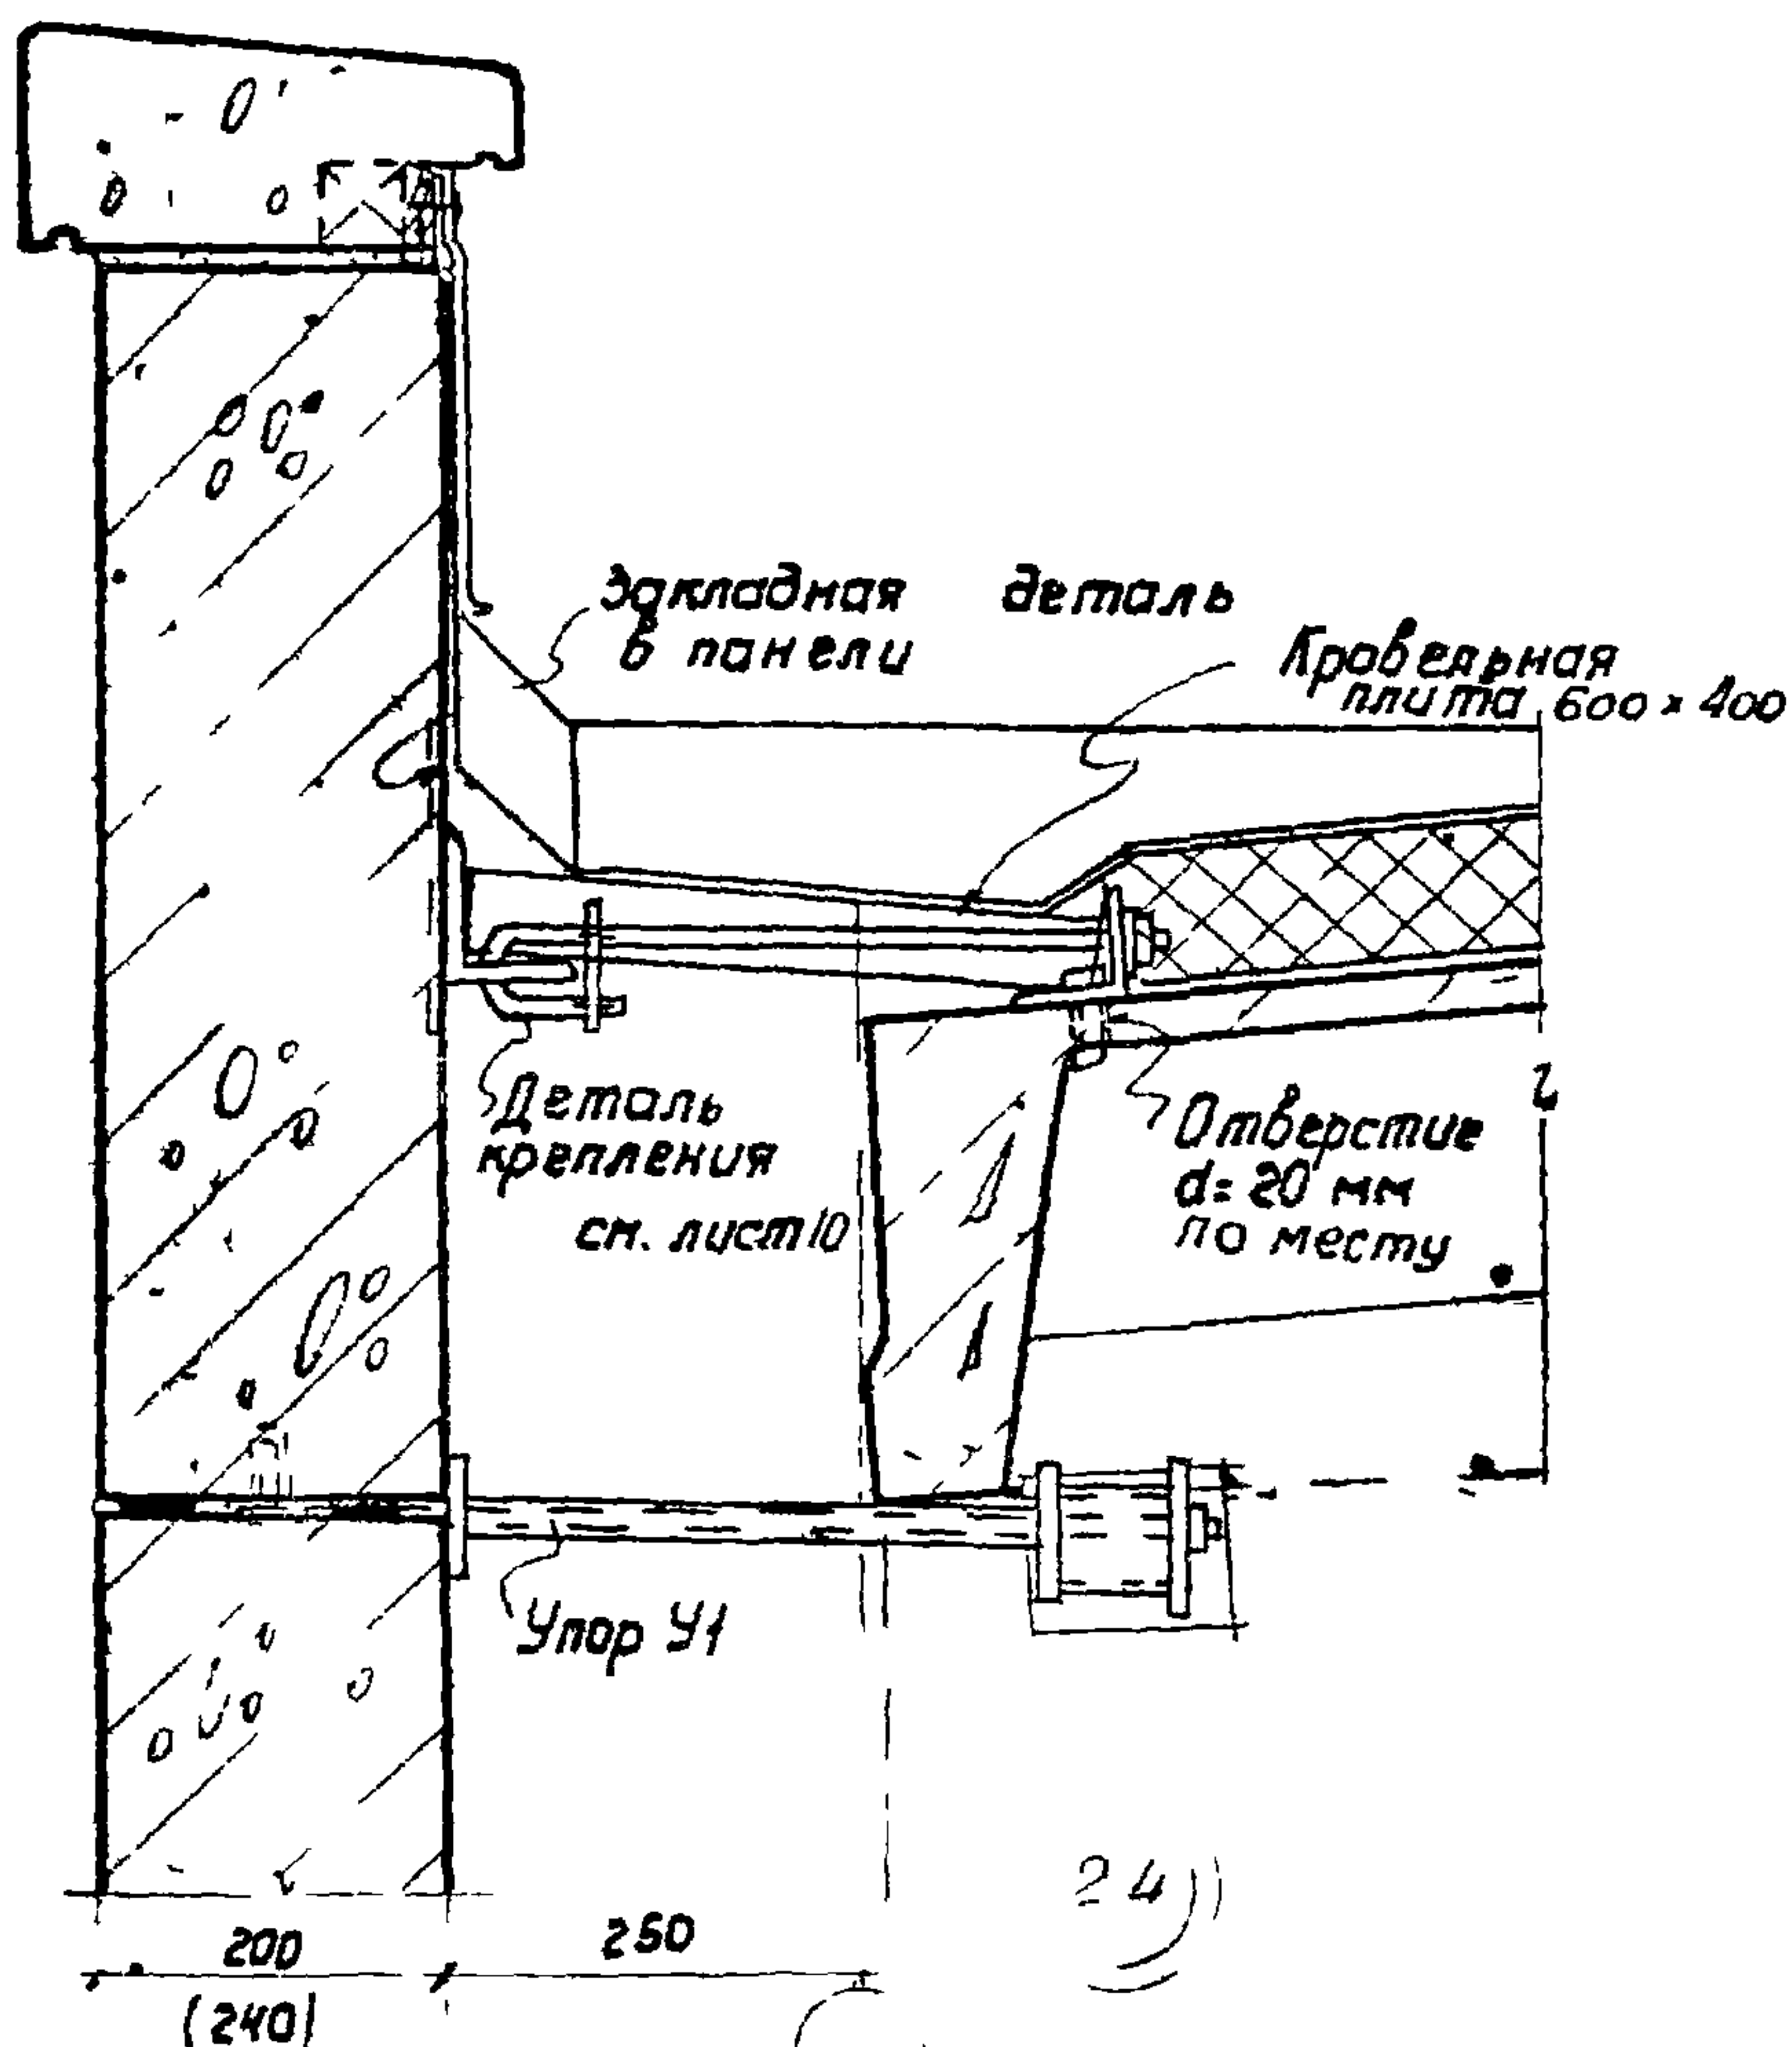 Закладная деталь
в панели
Кровельная
плита 600 × 400
Деталь
крепления
см. лист 10
Отверстие
d= 20 мм
по месту
Упор У1
24
200
250
(240)